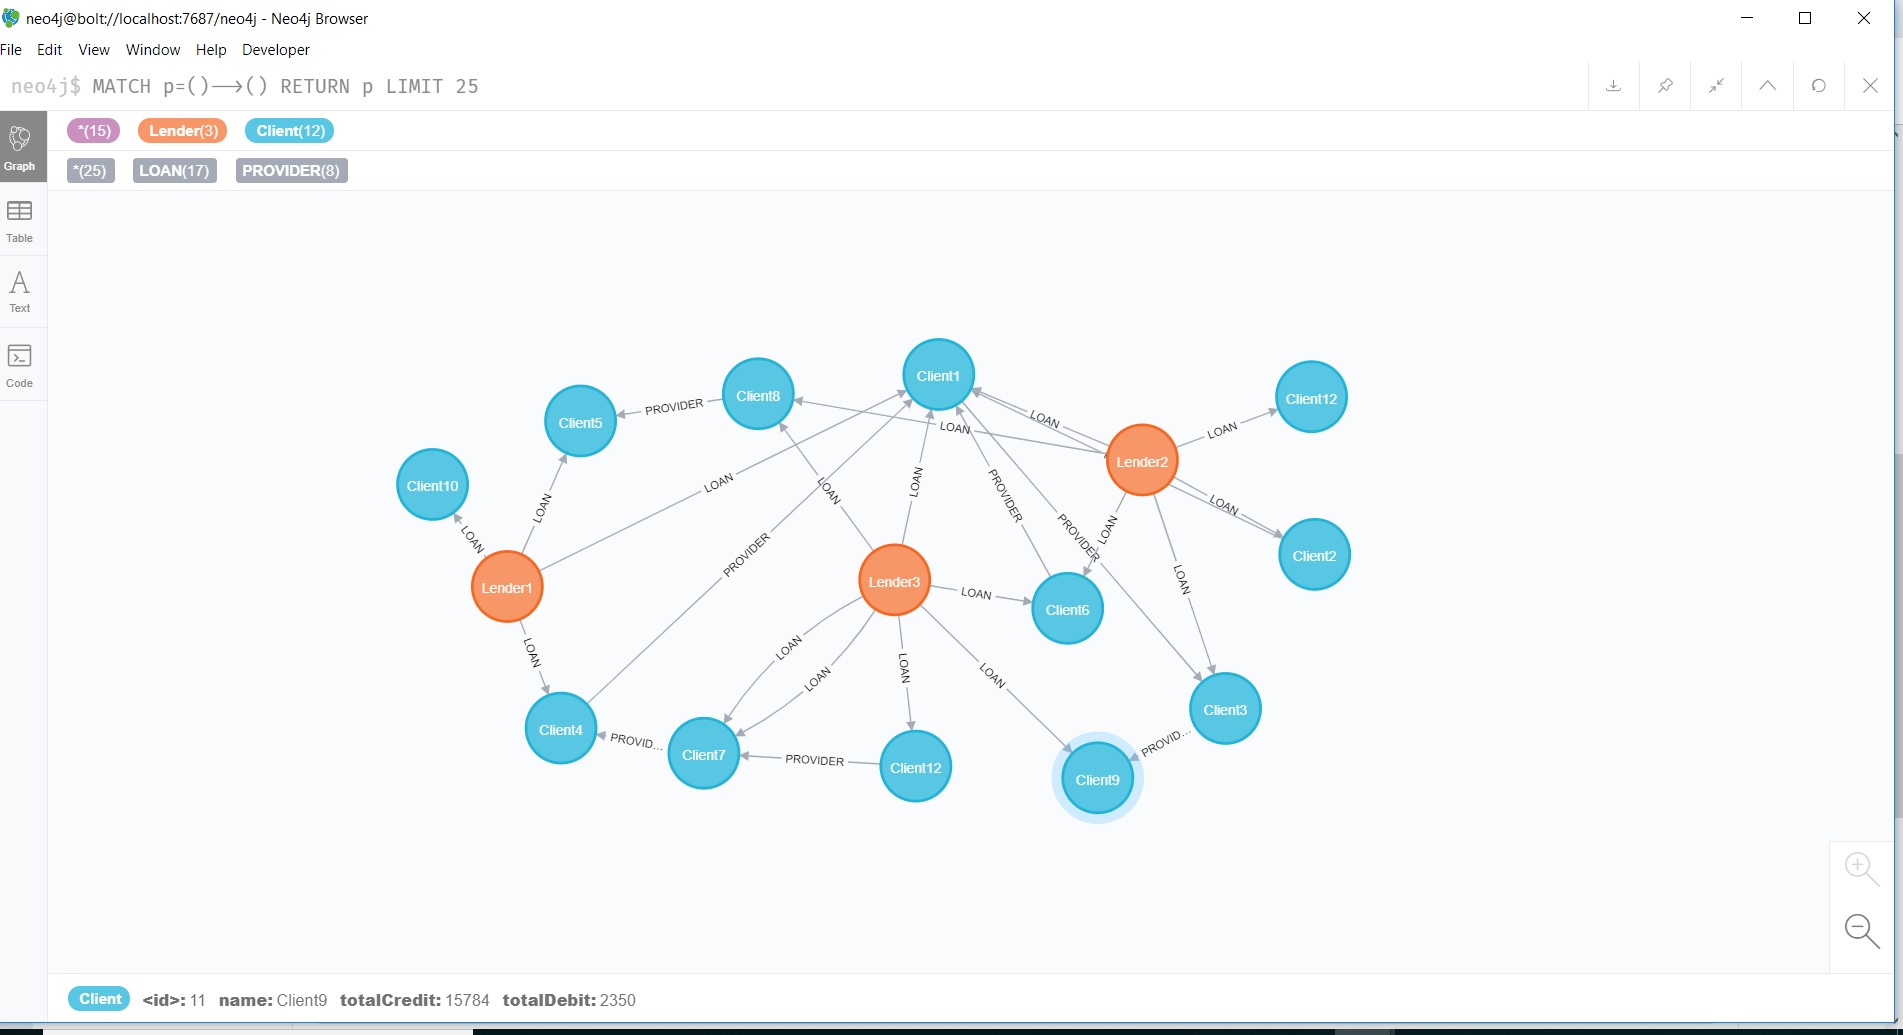 neo4j@bolt://localhost:7687/neo4j - Neo4j Browser
File Edit View Window Help Developer
neo4j$ MATCH p=()⟶() RETURN p LIMIT 25
*(15) Lender(3) Client(12)
*(25) LOAN(17) PROVIDER(8)
Graph
Table
Text
Code
Client1
Client8
Client12
Client5
PROVIDER
LOAN
LOAN
LOAN
Lender2
Client10
LOAN
LOAN
LOAN
LOAN
PROVIDER
LOAN
LOAN
PROVIDER
LOAN
LOAN
PROVIDER
Client2
Lender1
Lender3
LOAN
LOAN
Client6
LOAN
LOAN
LOAN
LOAN
LOAN
Client3
Client4
PROVID...
Client7
PROVIDER
Client12
PROVID...
Client9
Client <id>: 11 name: Client9 totalCredit: 15784 totalDebit: 2350